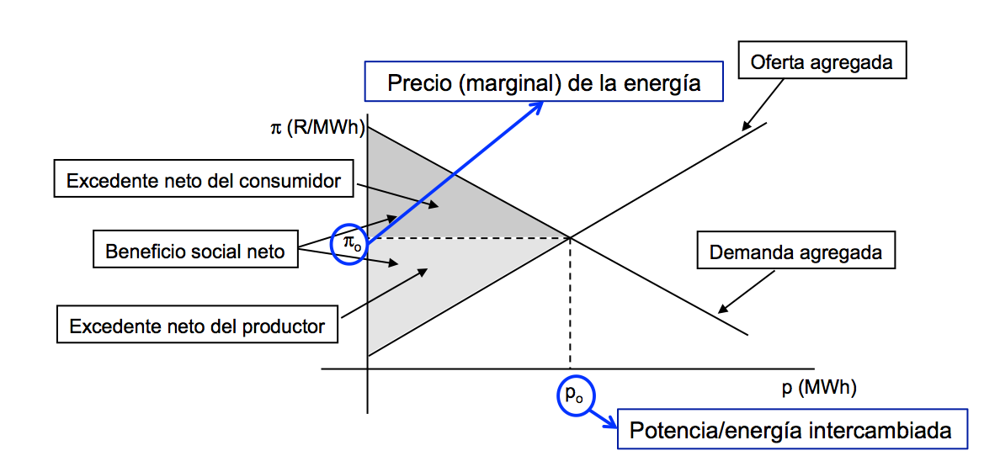 Oferta agregada
Precio (marginal) de la energía
π (R/MWh)
Excedente neto del consumidor
Beneficio social neto
πo
Demanda agregada
Excedente neto del productor
p (MWh)
po
Potencia/energía intercambiada